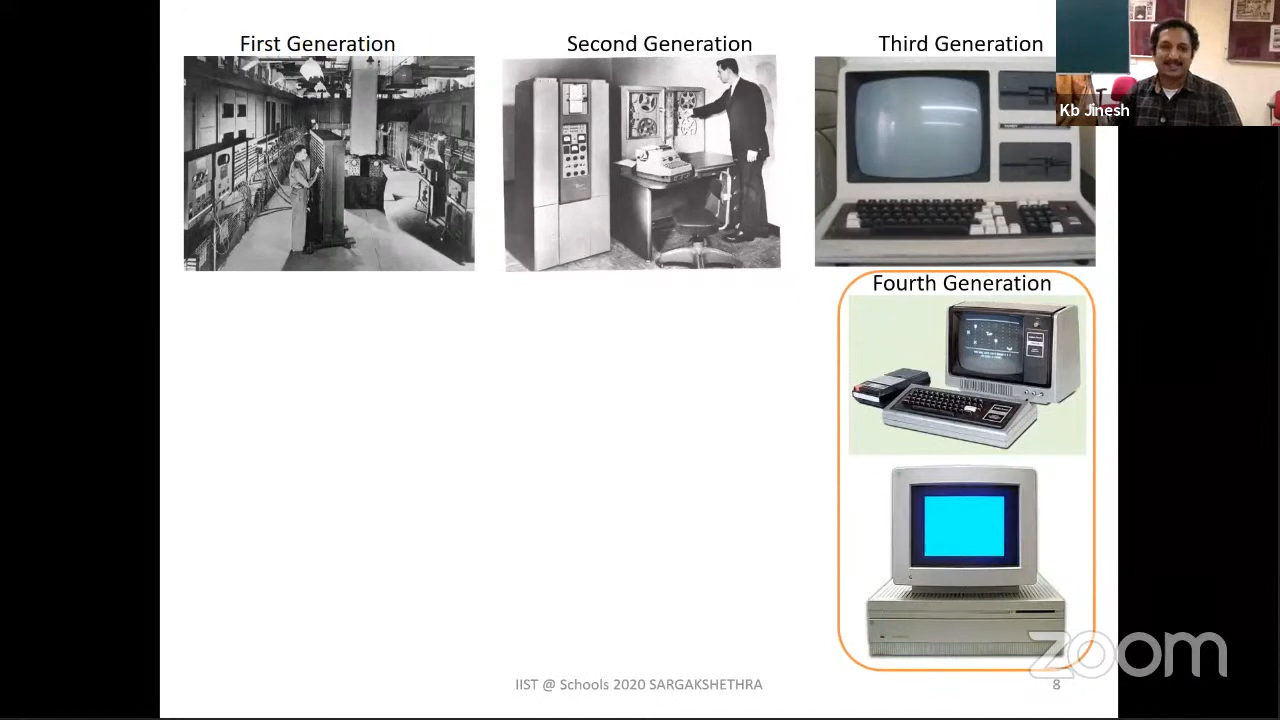 First Generation
Second Generation
Third Generation
Kb Jinesh
Fourth Generation
zoom
IIST @ Schools 2020 SARGAKSHETHRA
8